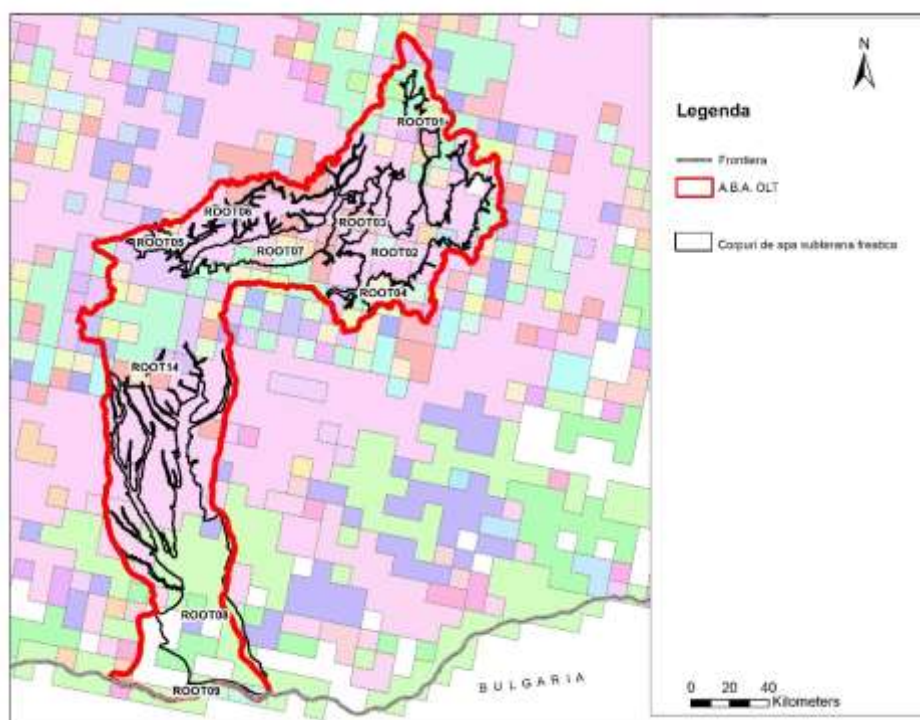 N
Legenda
Frontiera
A.B.A. OLT
Corpuri de apa subterana freatica
ROOT01
ROOT06
ROOT03
ROOT05
ROOT07
ROOT02
ROOT04
ROOT14
ROOT08
ROOT09
BULGARIA
0 20 40
Kilometers